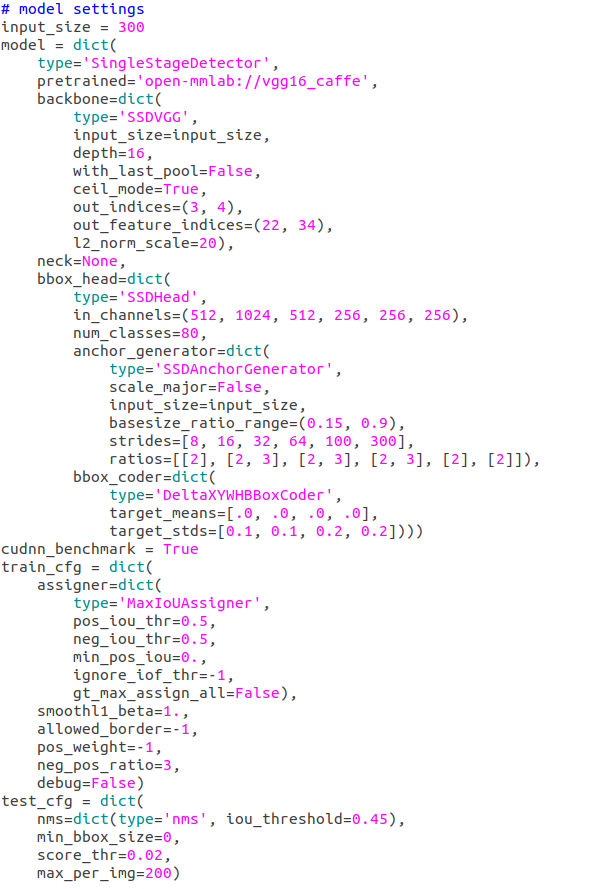 # model settings
input_size = 300
model = dict(
    type='SingleStageDetector',
    pretrained='open-mmlab://vgg16_caffe',
    backbone=dict(
        type='SSDVGG',
        input_size=input_size,
        depth=16,
        with_last_pool=False,
        ceil_mode=True,
        out_indices=(3, 4),
        out_feature_indices=(22, 34),
        l2_norm_scale=20),
    neck=None,
    bbox_head=dict(
        type='SSDHead',
        in_channels=(512, 1024, 512, 256, 256, 256),
        num_classes=80,
        anchor_generator=dict(
            type='SSDAnchorGenerator',
            scale_major=False,
            input_size=input_size,
            basesize_ratio_range=(0.15, 0.9),
            strides=[8, 16, 32, 64, 100, 300],
            ratios=[[2], [2, 3], [2, 3], [2, 3], [2], [2]]),
        bbox_coder=dict(
            type='DeltaXYWHBBoxCoder',
            target_means=[.0, .0, .0, .0],
            target_stds=[0.1, 0.1, 0.2, 0.2])))
cudnn_benchmark = True
train_cfg = dict(
    assigner=dict(
        type='MaxIoUAssigner',
        pos_iou_thr=0.5,
        neg_iou_thr=0.5,
        min_pos_iou=0.,
        ignore_iof_thr=-1,
        gt_max_assign_all=False),
    smoothl1_beta=1.,
    allowed_border=-1,
    pos_weight=-1,
    neg_pos_ratio=3,
    debug=False)
test_cfg = dict(
    nms=dict(type='nms', iou_threshold=0.45),
    min_bbox_size=0,
    score_thr=0.02,
    max_per_img=200)